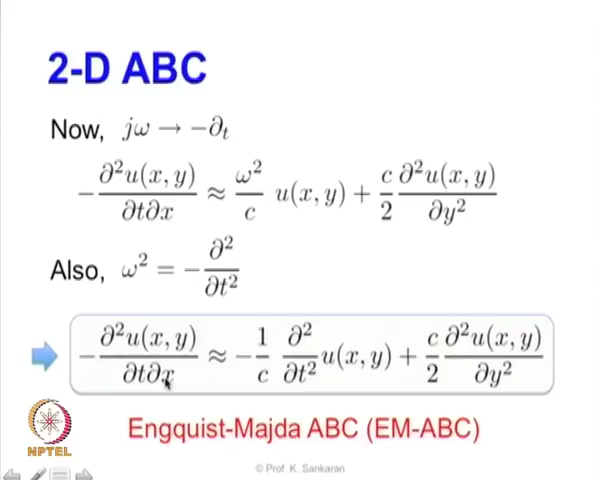 2-D ABC
Now, jω → −∂ₜ
−∂²u(x, y)/∂t∂x ≈ ω²/c u(x, y) + c/2 ∂²u(x, y)/∂y²
Also, ω² = −∂²/∂t²
−∂²u(x, y)/∂t∂x ≈ −1/c ∂²/∂t² u(x, y) + c/2 ∂²u(x, y)/∂y²
Engquist-Majda ABC (EM-ABC)
NPTEL
© Prof. K. Sankaran